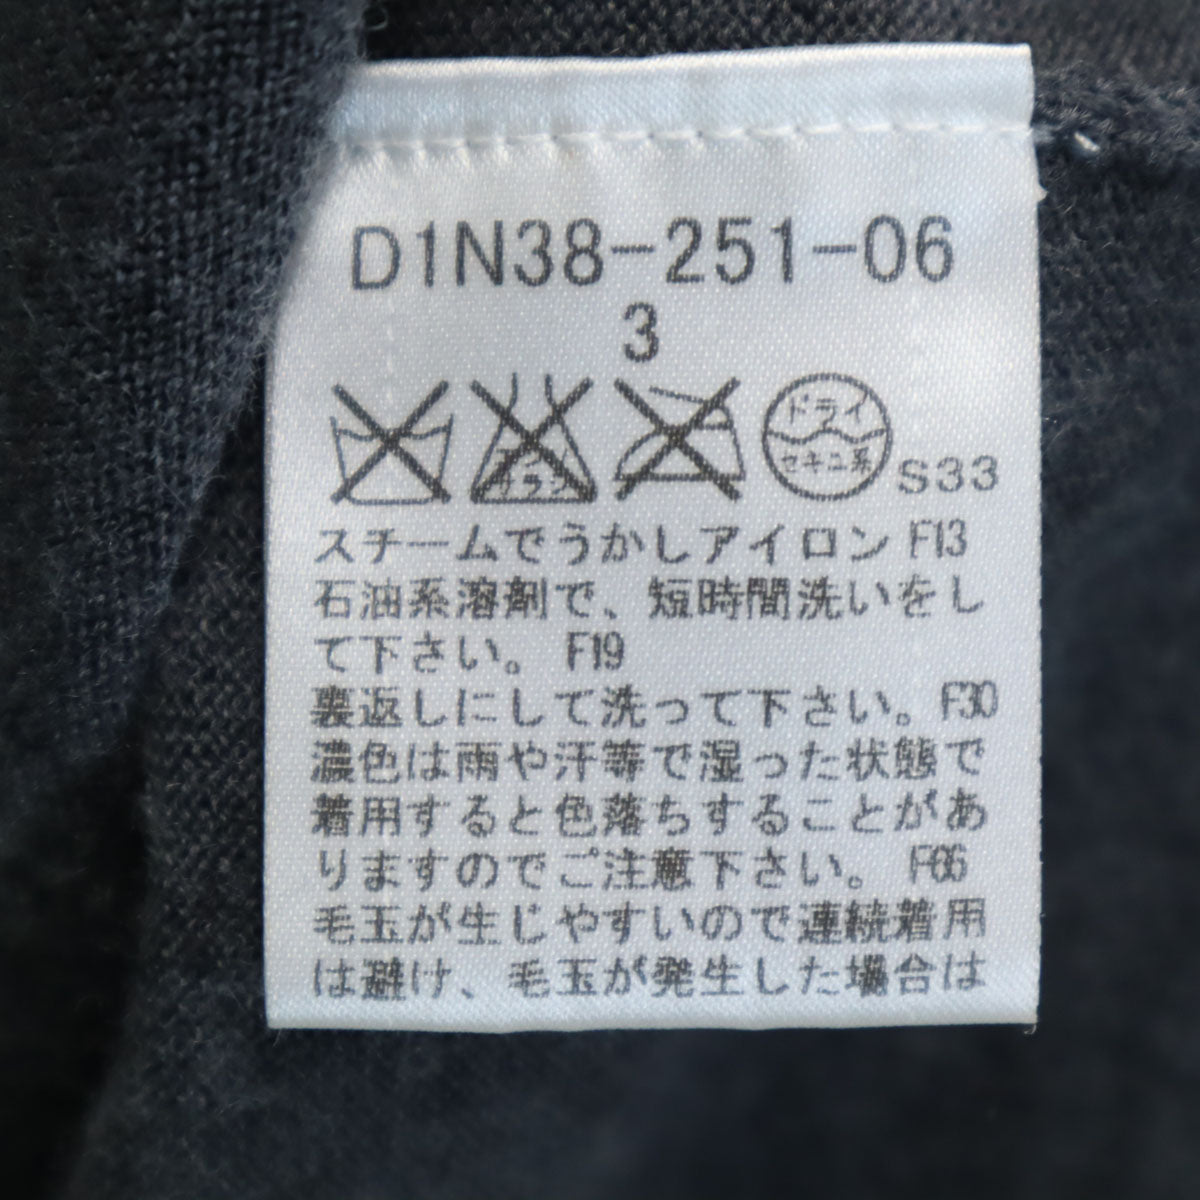 D1N38-251-06
3
エンソ
サラシ
ドライ
セキユ系
S33
スチームでうかしアイロン F13
石油系溶剤で、短時間洗いをし
て下さい。 F19
裏返しにして洗って下さい。F30
濃色は雨や汗等で湿った状態で
着用すると色落ちすることがあ
りますのでご注意下さい。 F66
毛玉が生じやすいので連続着用
は避け、毛玉が発生した場合は